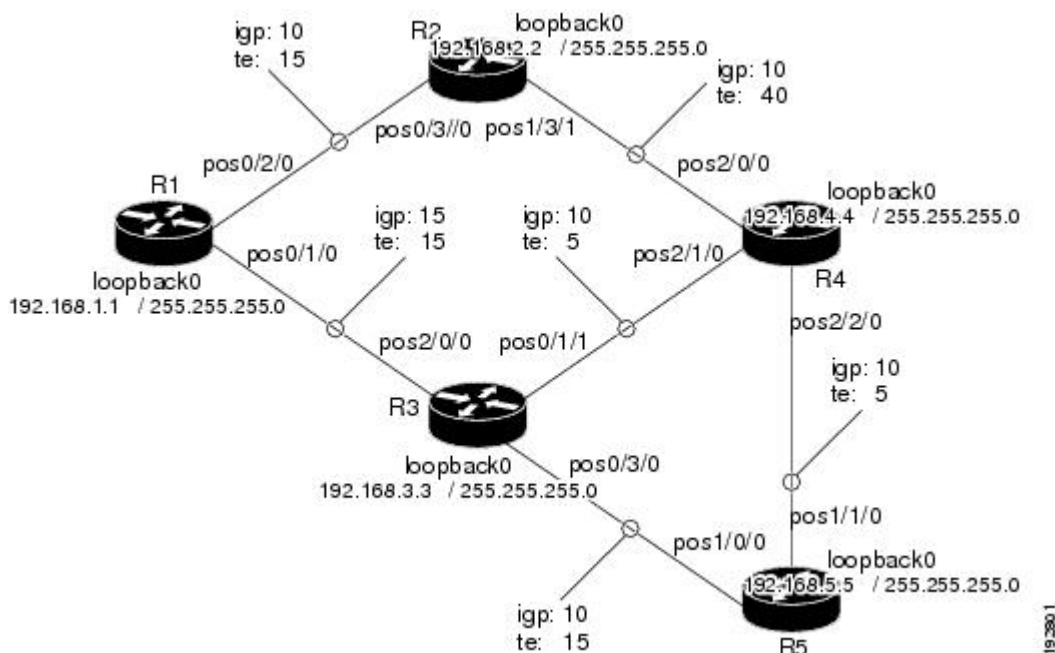 igp: 10
te: 15
R2
loopback0
192.168.2.2 / 255.255.255.0
igp: 10
te: 40
pos0/3//0
pos1/3/1
pos0/2/0
pos2/0/0
R1
loopback0
192.168.4.4 / 255.255.255.0
igp: 15
te: 15
igp: 10
te: 5
pos0/1/0
pos2/1/0
R4
loopback0
192.168.1.1 / 255.255.255.0
pos2/0/0
pos0/1/1
pos2/2/0
igp: 10
te: 5
R3
loopback0
192.168.3.3 / 255.255.255.0
pos0/3/0
pos1/1/0
pos1/0/0
loopback0
192.168.5.5 / 255.255.255.0
igp: 10
te: 15
R5
192801